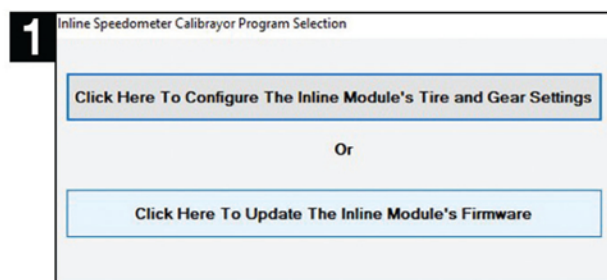 1
Inline Speedometer Calibrayor Program Selection
Click Here To Configure The Inline Module's Tire and Gear Settings
Or
Click Here To Update The Inline Module's Firmware